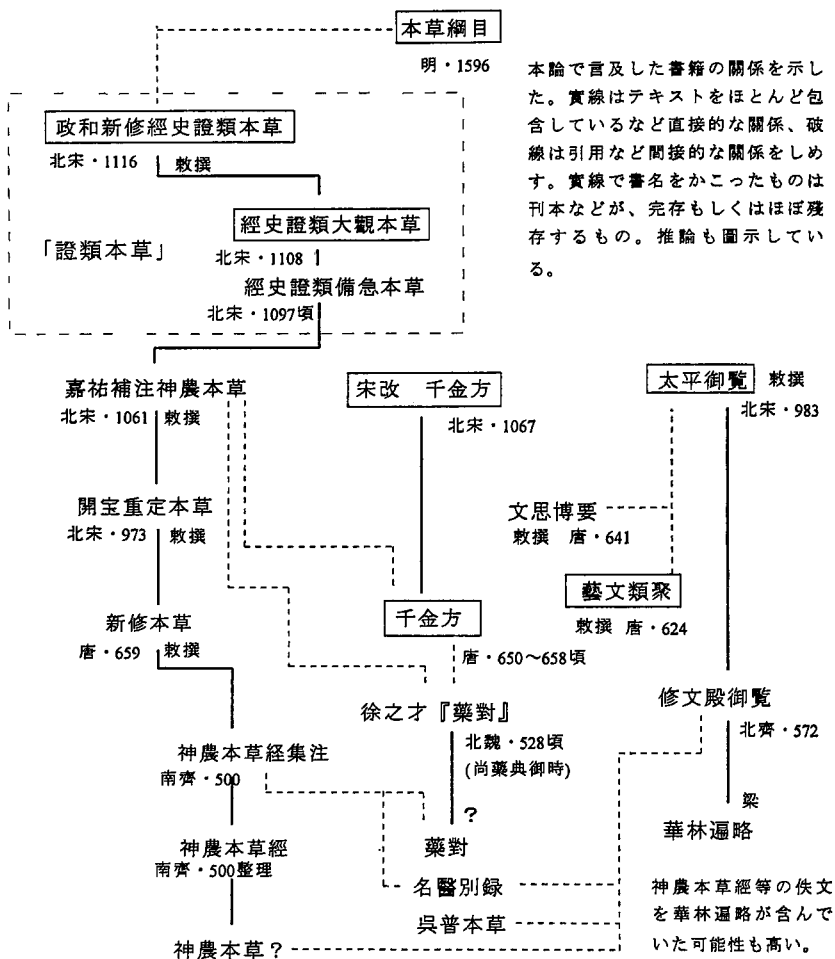 本草綱目
明・1596
本論で言及した書籍の關係を示し
た。實線はテキストをほとんど包
含しているなど直接的な關係、破
線は引用など間接的な關係をしめ
す。實線で書名をかこったものは
刊本などが、完存もしくはほぼ殘
存するもの。推論も圖示してい
る。
政和新修經史證類本草
北宋・1116 敕撰
經史證類大觀本草
北宋・1108
「證類本草」
經史證類備急本草
北宋・1097頃
嘉祐補注神農本草
北宋・1061 敕撰
宋改 千金方
北宋・1067
太平御覧 敕撰
北宋・983
開宝重定本草
北宋・973 敕撰
文思博要
敕撰 唐・641
藝文類聚
敕撰 唐・624
新修本草
唐・659 敕撰
千金方
唐・650～658頃
徐之才『藥對』
北魏・528頃
(尚藥典御時)
修文殿御覧
北齊・572
神農本草経集注
南齊・500
?
藥對
梁
華林遍略
神農本草經
南齊・500整理
名醫別録
呉普本草
神農本草？
神農本草經等の佚文
を華林遍略が含んで
いた可能性も高い。